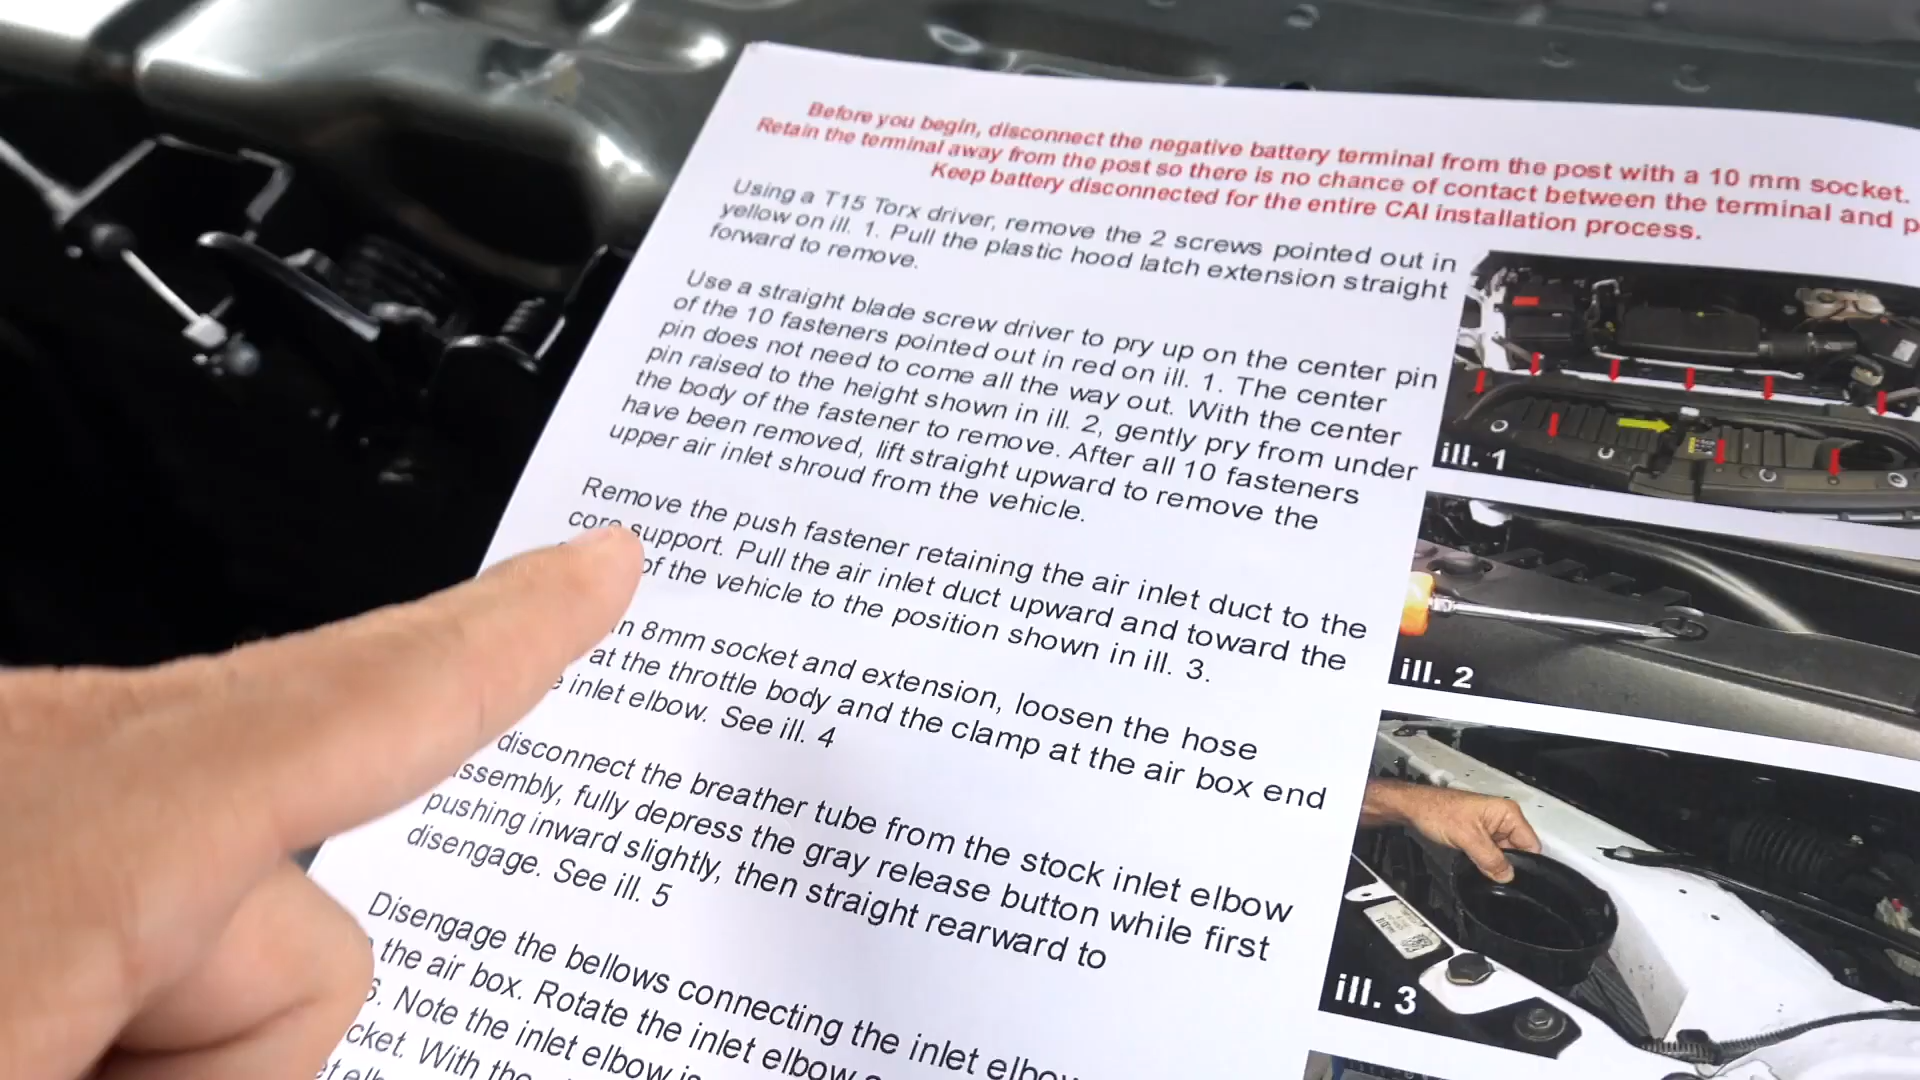 Before you begin, disconnect the negative battery terminal from the post with a 10 mm socket.
Retain the terminal away from the post so there is no chance of contact between the terminal and
Keep battery disconnected for the entire CAI installation process.
Using a T15 Torx driver, remove the 2 screws pointed out in
yellow on ill. 1. Pull the plastic hood latch extension straight
forward to remove.
Use a straight blade screw driver to pry up on the center pin
of the 10 fasteners pointed out in red on ill. 1. The center
pin does not need to come all the way out. With the center
pin raised to the height shown in ill. 2, gently pry from under
the body of the fastener to remove. After all 10 fasteners
have been removed, lift straight upward to remove the
upper air inlet shroud from the vehicle.
Remove the push fastener retaining the air inlet duct to the
core support. Pull the air inlet duct upward and toward the
of the vehicle to the position shown in ill. 3.
8mm socket and extension, loosen the hose
at the throttle body and the clamp at the air box end
inlet elbow. See ill. 4
disconnect the breather tube from the stock inlet elbow
assembly, fully depress the gray release button while first
pushing inward slightly, then straight rearward to
disengage. See ill. 5
Disengage the bellows connecting the inlet elbow
the air box. Rotate the inlet elbow
6. Note the inlet elbow is
With the
ill. 1
ill. 2
ill. 3